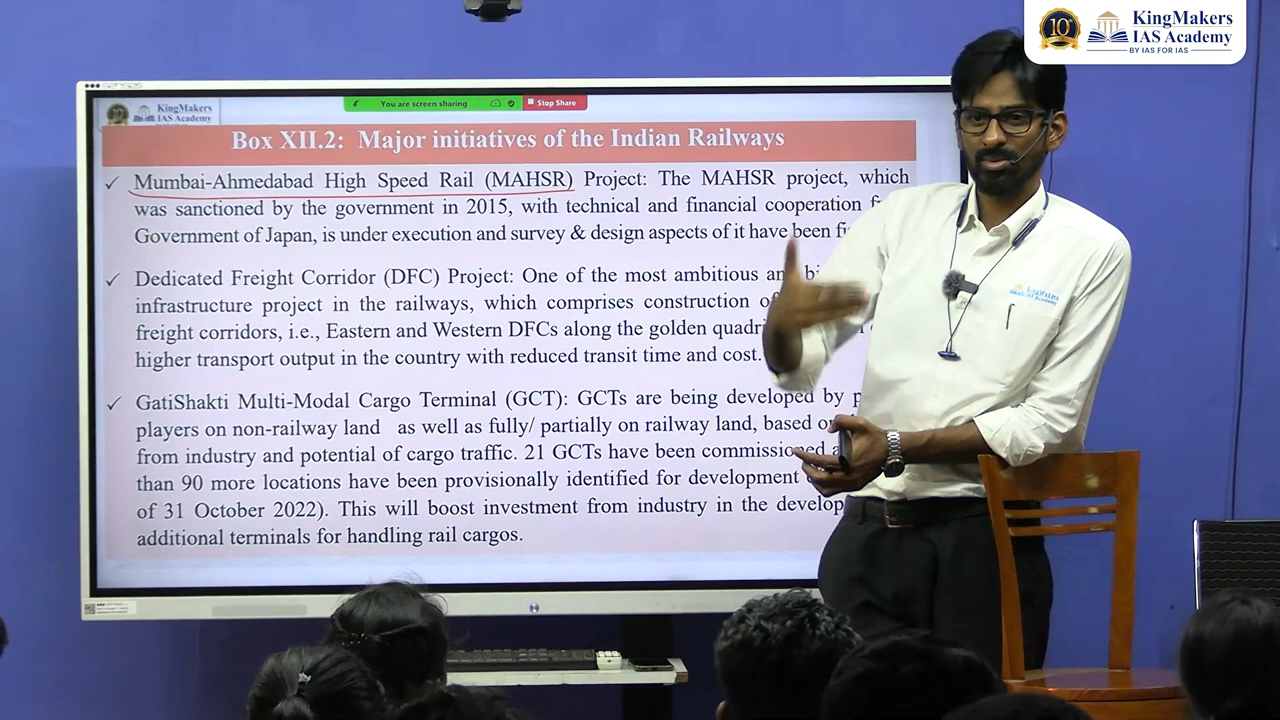 10
KingMakers
IAS Academy
BY IAS FOR IAS
KingMakers
IAS Academy
You are screen sharing
Stop Share
Box XII.2: Major initiatives of the Indian Railways
✓ Mumbai-Ahmedabad High Speed Rail (MAHSR) Project: The MAHSR project, which
was sanctioned by the government in 2015, with technical and financial cooperation
Government of Japan, is under execution and survey & design aspects of it have been
✓ Dedicated Freight Corridor (DFC) Project: One of the most ambitious
infrastructure project in the railways, which comprises construction
freight corridors, i.e., Eastern and Western DFCs along the golden
higher transport output in the country with reduced transit time and cost.
✓ GatiShakti Multi-Modal Cargo Terminal (GCT): GCTs are being developed by
players on non-railway land as well as fully/ partially on railway land, based
from industry and potential of cargo traffic. 21 GCTs have been commissioned
than 90 more locations have been provisionally identified for development
of 31 October 2022). This will boost investment from industry in the
additional terminals for handling rail cargos.
KingMakers
IAS Academy